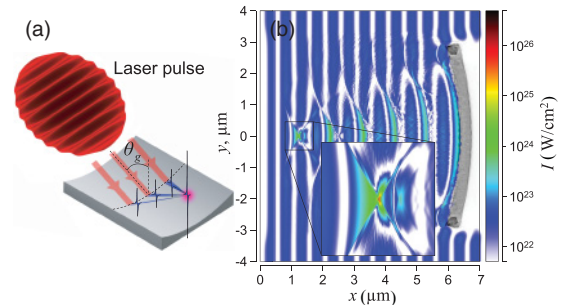 (a)
Laser pulse
θg
(b)
4
3
2
1
0
-1
-2
-3
-4
y, μm
0 1 2 3 4 5 6 7
x (μm)
10²⁶
10²⁵
10²⁴
10²³
10²²
I (W/cm²)